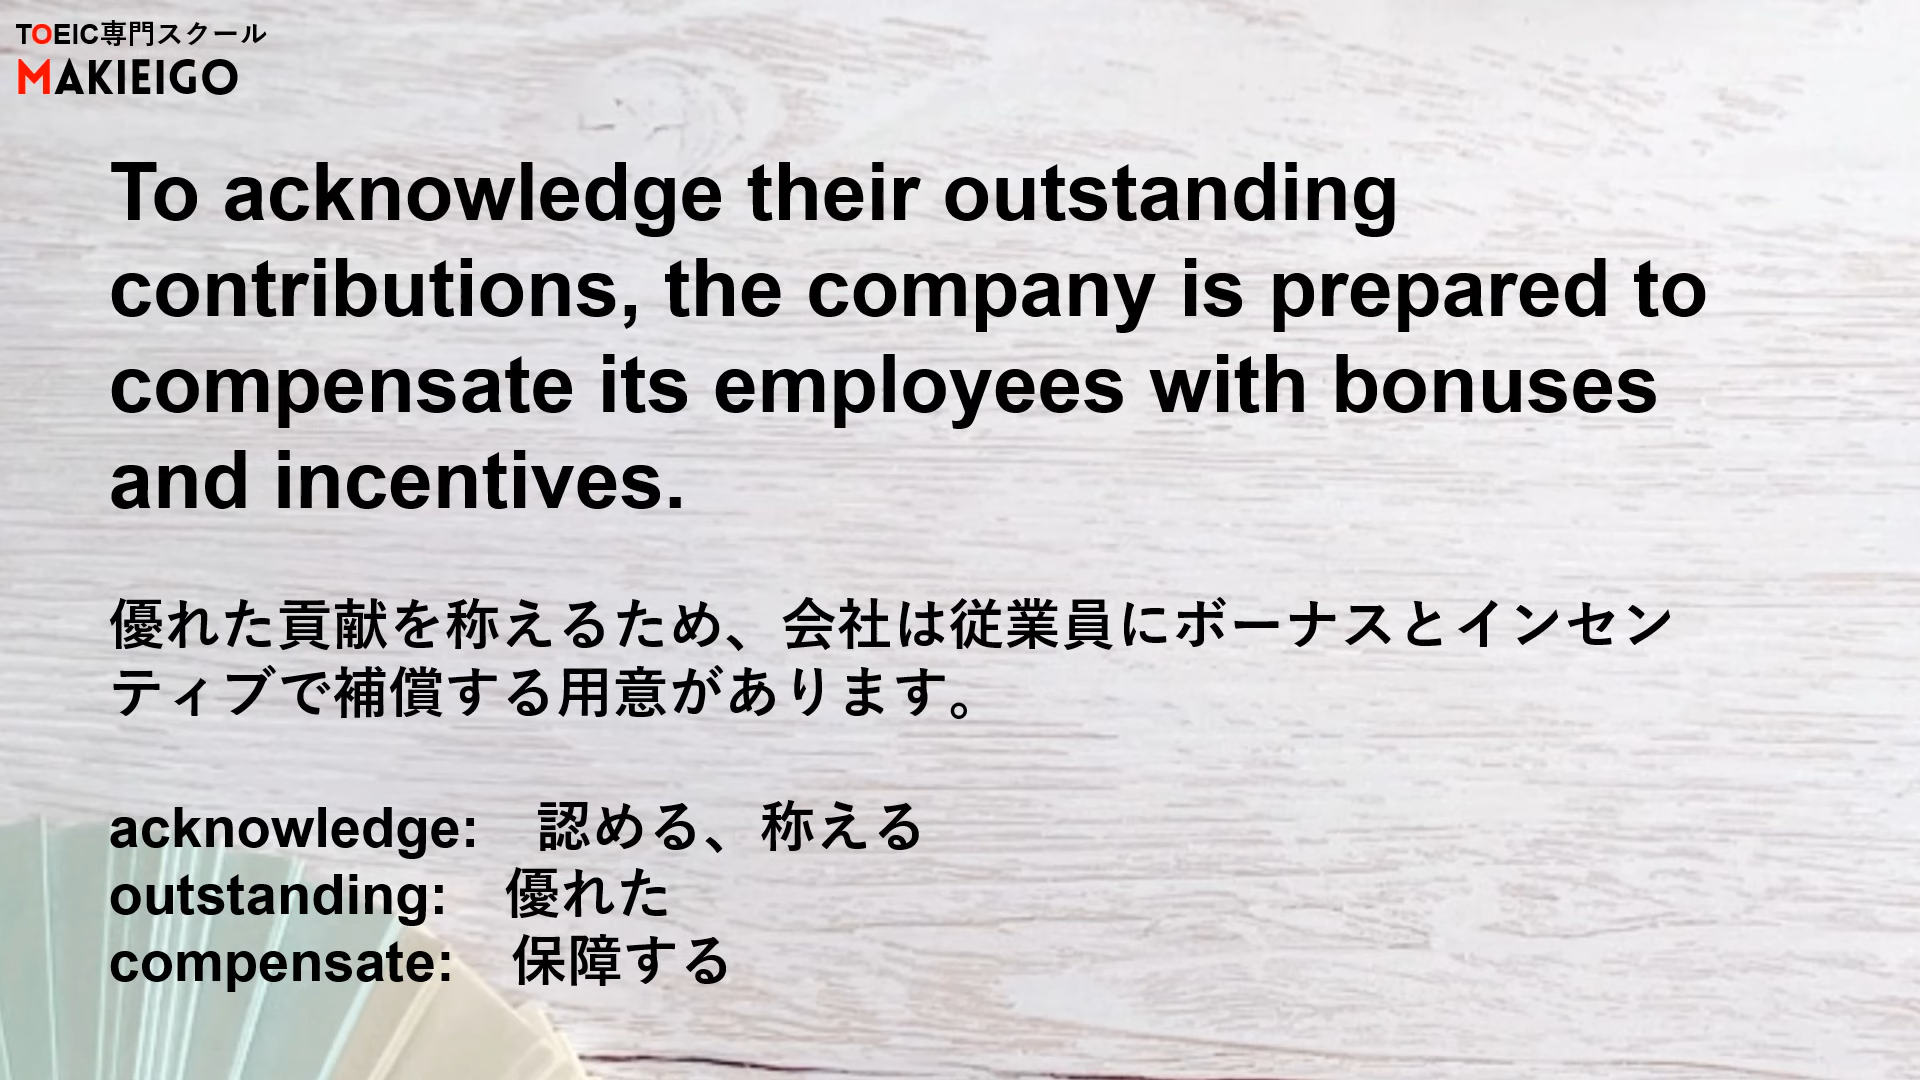 TOEIC専門スクール
MAKIEIGO
To acknowledge their outstanding
contributions, the company is prepared to
compensate its employees with bonuses
and incentives.
優れた貢献を称えるため、会社は従業員にボーナスとインセン
ティブで補償する用意があります。
acknowledge:　認める、称える
outstanding:　優れた
compensate:　保障する